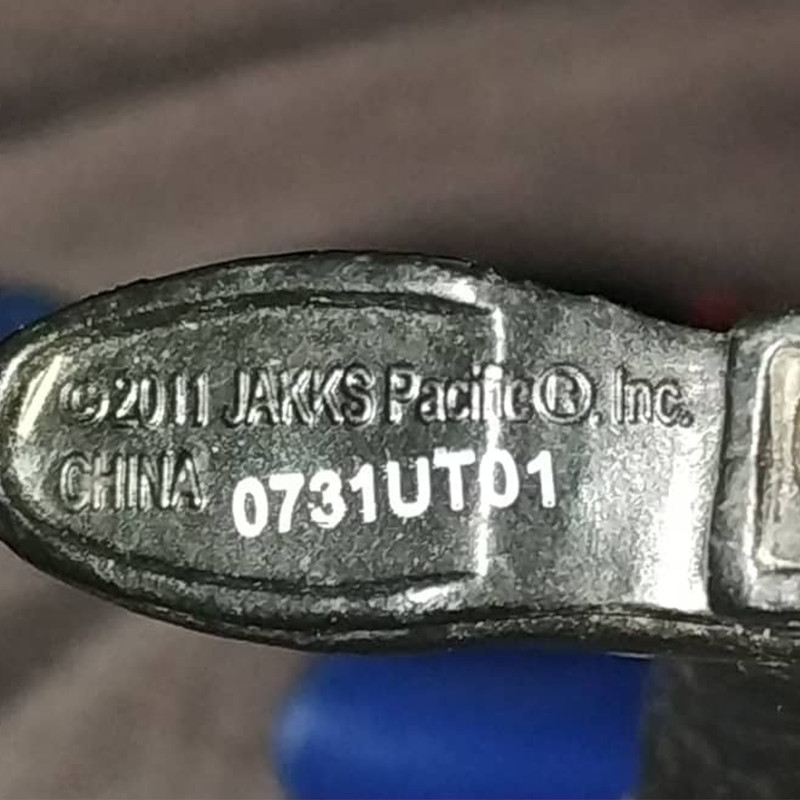 ©2011 JAKKS Pacific®, Inc.
CHINA 0731UT01